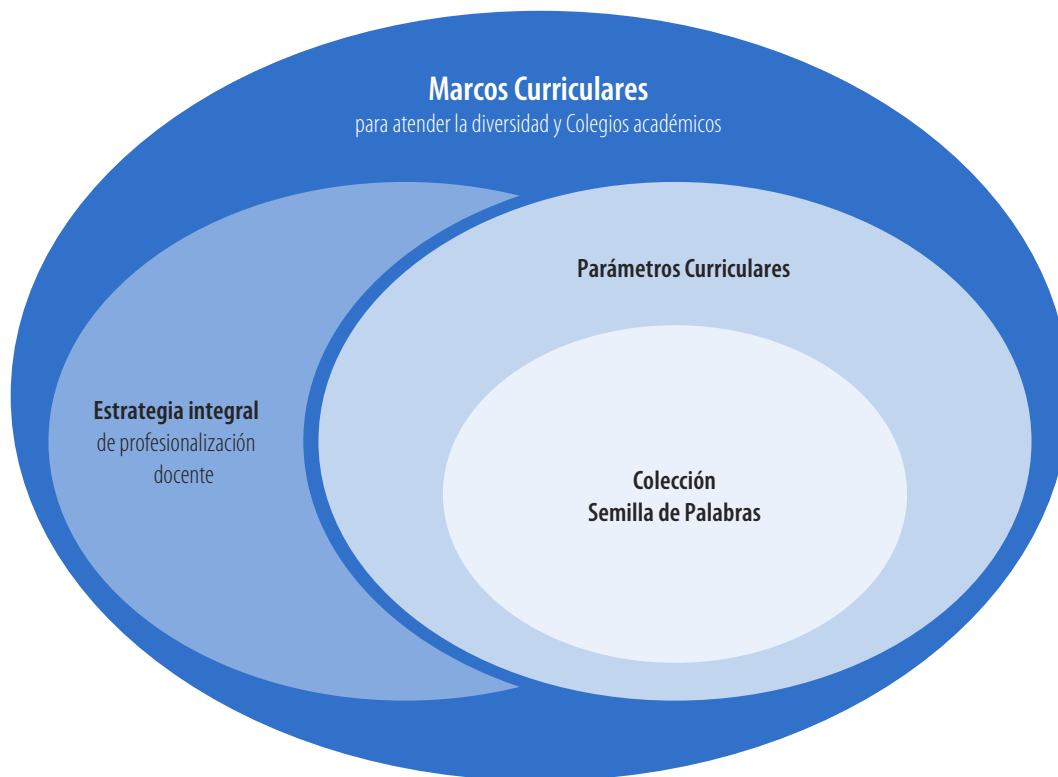 Marcos Curriculares
para atender la diversidad y Colegios académicos
Parámetros Curriculares
Estrategia integral
de profesionalización
docente
Colección
Semilla de Palabras